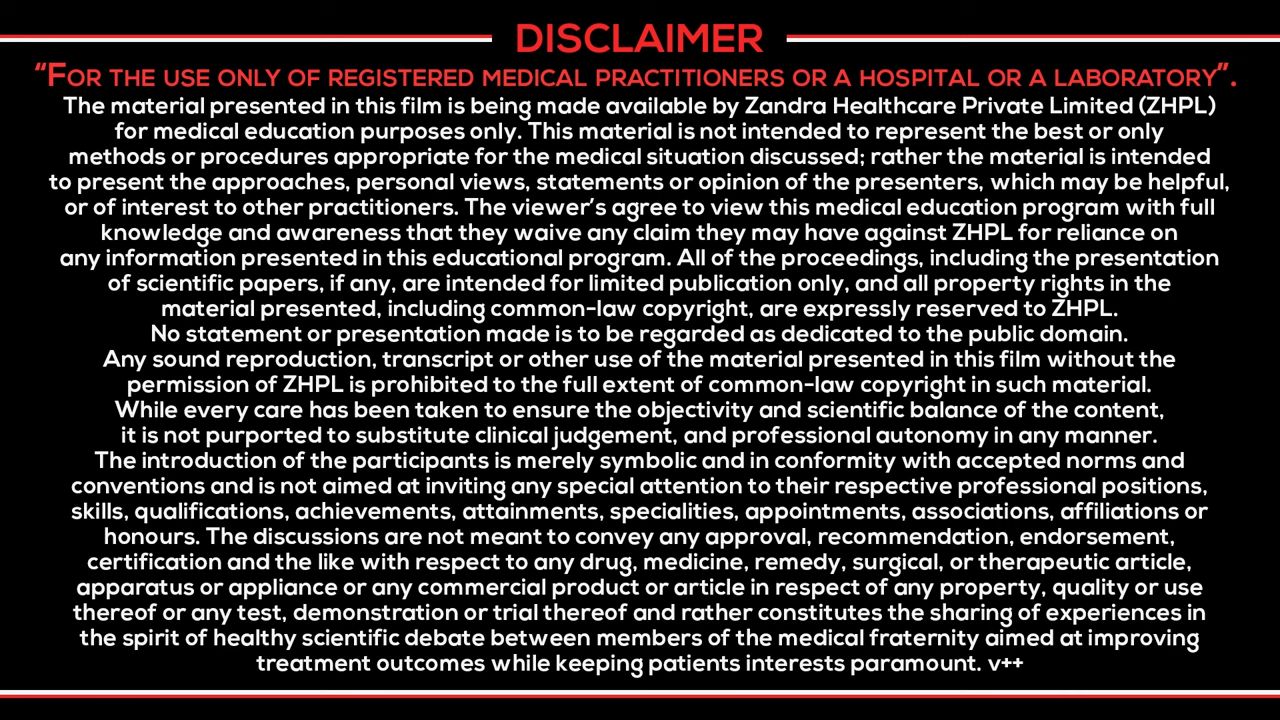 DISCLAIMER
“FOR THE USE ONLY OF REGISTERED MEDICAL PRACTITIONERS OR A HOSPITAL OR A LABORATORY”.
The material presented in this film is being made available by Zandra Healthcare Private Limited (ZHPL)
for medical education purposes only. This material is not intended to represent the best or only
methods or procedures appropriate for the medical situation discussed; rather the material is intended
to present the approaches, personal views, statements or opinion of the presenters, which may be helpful,
or of interest to other practitioners. The viewer’s agree to view this medical education program with full
knowledge and awareness that they waive any claim they may have against ZHPL for reliance on
any information presented in this educational program. All of the proceedings, including the presentation
of scientific papers, if any, are intended for limited publication only, and all property rights in the
material presented, including common-law copyright, are expressly reserved to ZHPL.
No statement or presentation made is to be regarded as dedicated to the public domain.
Any sound reproduction, transcript or other use of the material presented in this film without the
permission of ZHPL is prohibited to the full extent of common-law copyright in such material.
While every care has been taken to ensure the objectivity and scientific balance of the content,
it is not purported to substitute clinical judgement, and professional autonomy in any manner.
The introduction of the participants is merely symbolic and in conformity with accepted norms and
conventions and is not aimed at inviting any special attention to their respective professional positions,
skills, qualifications, achievements, attainments, specialities, appointments, associations, affiliations or
honours. The discussions are not meant to convey any approval, recommendation, endorsement,
certification and the like with respect to any drug, medicine, remedy, surgical, or therapeutic article,
apparatus or appliance or any commercial product or article in respect of any property, quality or use
thereof or any test, demonstration or trial thereof and rather constitutes the sharing of experiences in
the spirit of healthy scientific debate between members of the medical fraternity aimed at improving
treatment outcomes while keeping patients interests paramount. v++